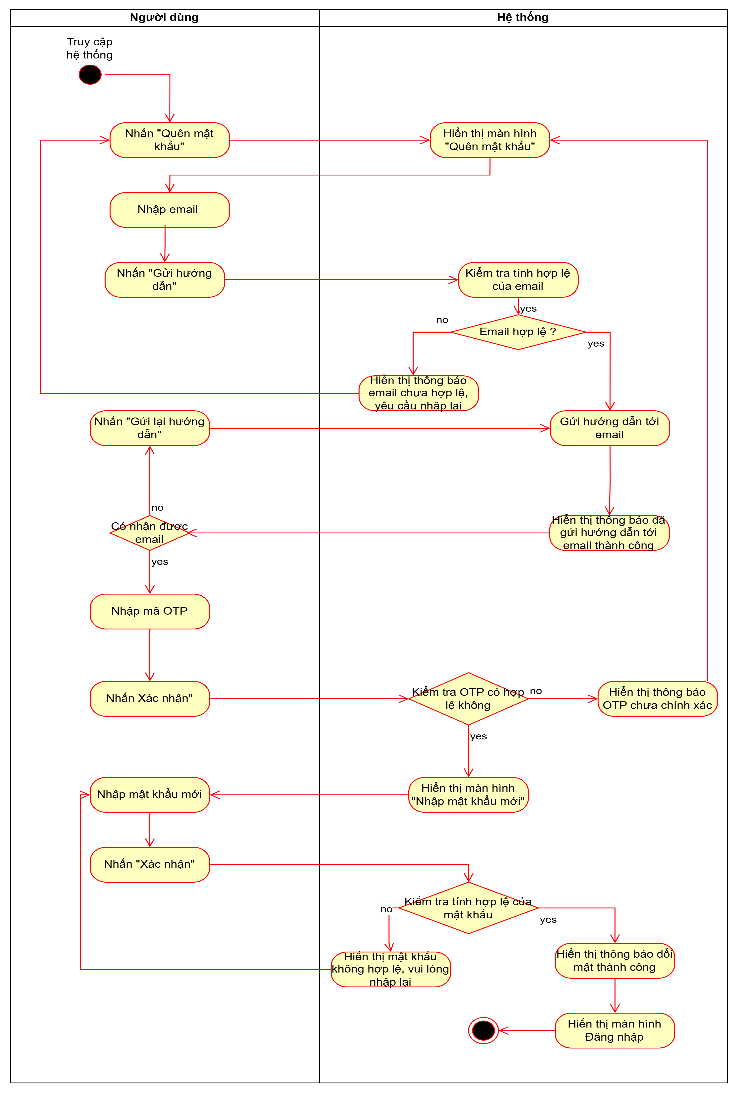 Người dùng
Hệ thống
Truy cập
hệ thống
Nhấn "Quên mật
khẩu"
Hiển thị màn hình
"Quên mật khẩu"
Nhập email
Nhấn "Gửi hướng
dẫn"
Kiểm tra tính hợp lệ
của email
yes
no
Email hợp lệ ?
yes
Hiển thị thông báo
email chưa hợp lệ,
yêu cầu nhập lại
Nhấn "Gửi lại hướng
dẫn"
Gửi hướng dẫn tới
email
no
Có nhận được
email
Hiển thị thông báo đã
gửi hướng dẫn tới
email thành công
yes
Nhập mã OTP
Nhấn Xác nhận"
Kiểm tra OTP có hợp
lệ không
no
Hiển thị thông báo
OTP chưa chính xác
yes
Nhập mật khẩu mới
Hiển thị màn hình
"Nhập mật khẩu mới"
Nhấn "Xác nhận"
Kiểm tra tính hợp lệ của
mật khẩu
no
yes
Hiển thị mật khẩu
không hợp lệ, vui lòng
nhập lại
Hiển thị thông báo đổi
mật thành công
Hiển thị màn hình
Đăng nhập